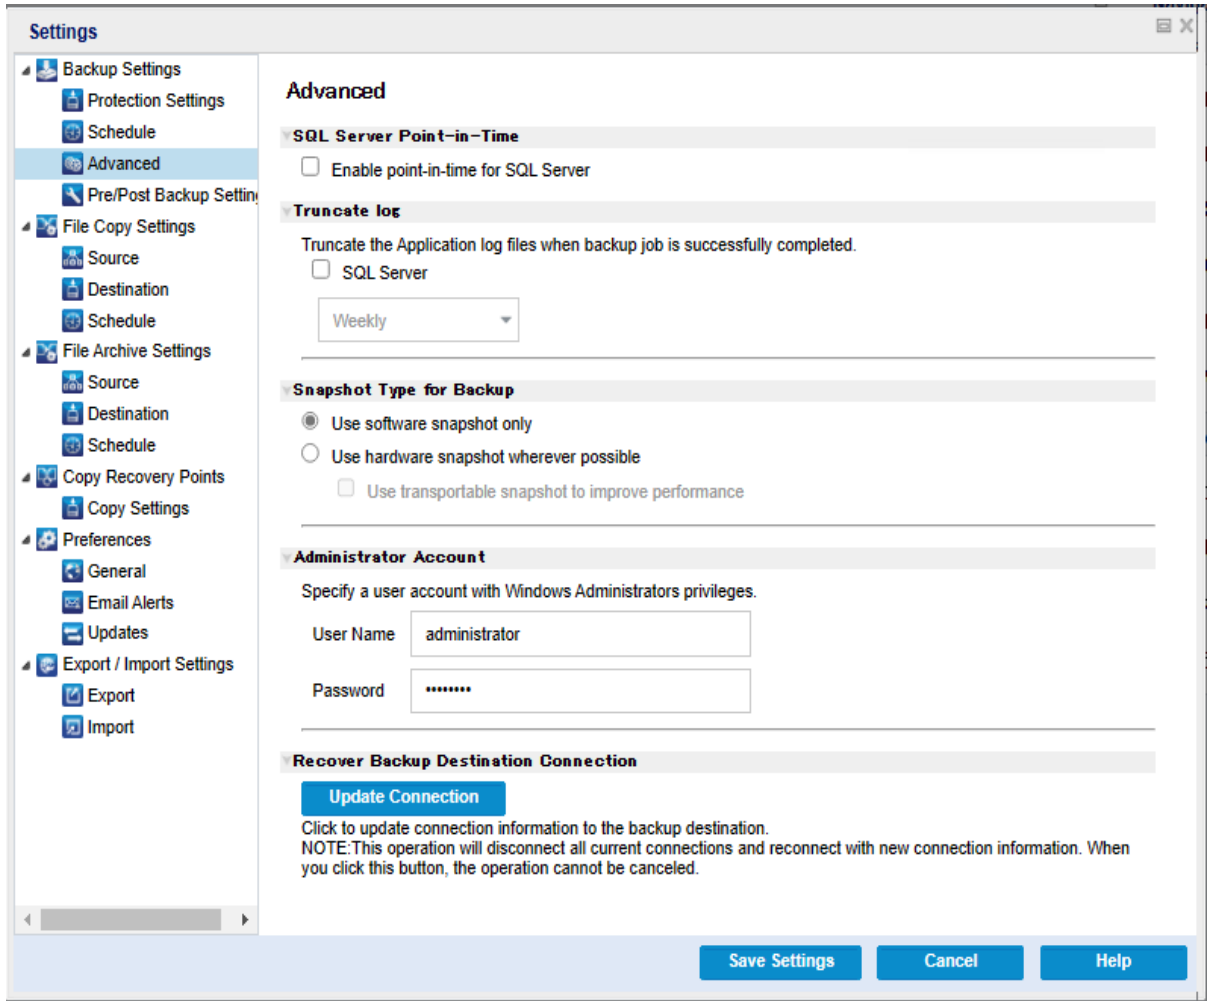 Settings
Backup Settings
Protection Settings
Schedule
Advanced
Pre/Post Backup Settin
File Copy Settings
Source
Destination
Schedule
File Archive Settings
Source
Destination
Schedule
Copy Recovery Points
Copy Settings
Preferences
General
Email Alerts
Updates
Export / Import Settings
Export
Import
Advanced
SQL Server Point-in-Time
Enable point-in-time for SQL Server
Truncate log
Truncate the Application log files when backup job is successfully completed.
SQL Server
Weekly
Snapshot Type for Backup
Use software snapshot only
Use hardware snapshot wherever possible
Use transportable snapshot to improve performance
Administrator Account
Specify a user account with Windows Administrators privileges.
User Name administrator
Password ••••••••
Recover Backup Destination Connection
Update Connection
Click to update connection information to the backup destination.
NOTE:This operation will disconnect all current connections and reconnect with new connection information. When
you click this button, the operation cannot be canceled.
Save Settings Cancel Help